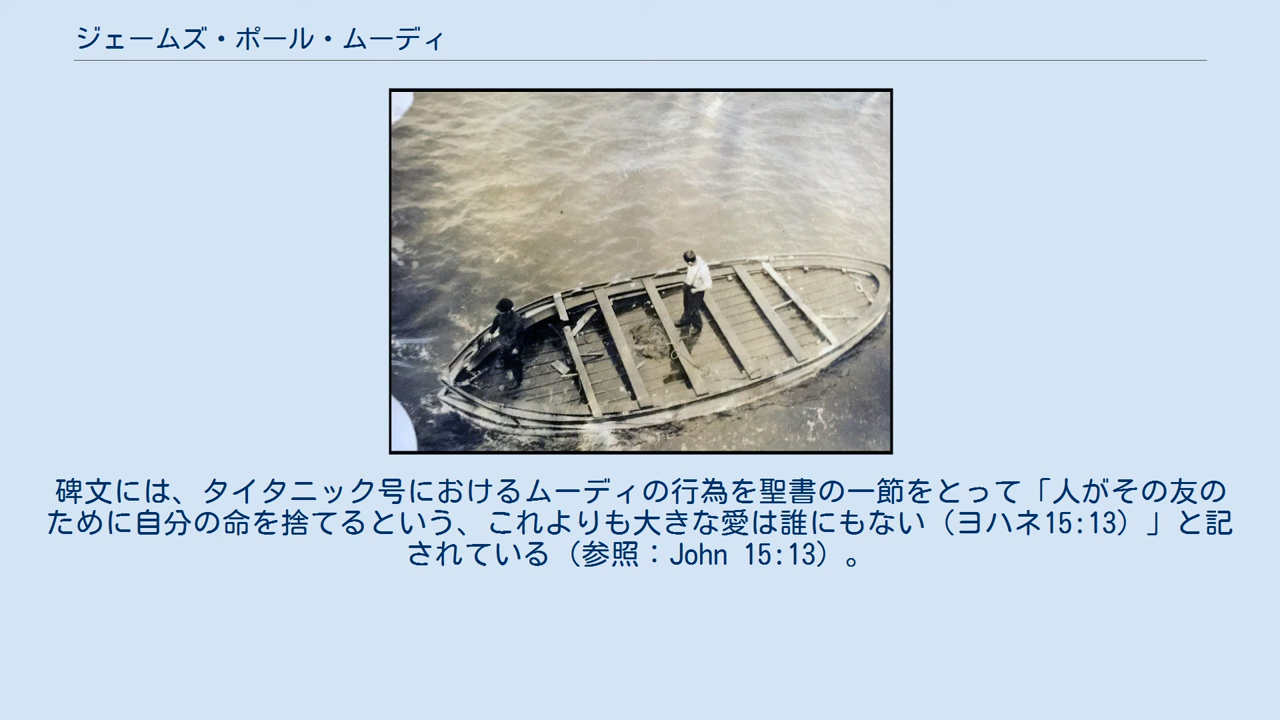 ジェームズ・ポール・ムーディ
碑文には、タイタニック号におけるムーディの行為を聖書の一節をとって「人がその友の
ために自分の命を捨てるという、これよりも大きな愛は誰にもない（ヨハネ15:13）」と記
されている（参照：John 15:13）。